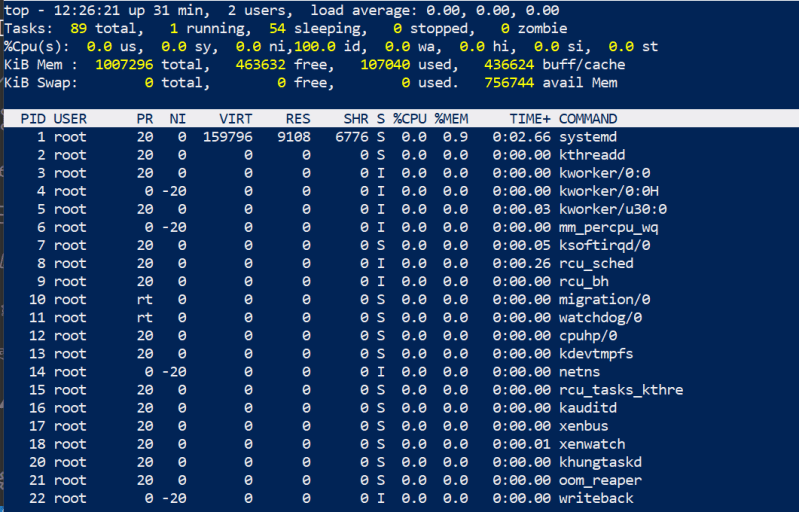 top - 12:26:21 up 31 min,  2 users,  load average: 0.00, 0.00, 0.00
Tasks:  89 total,   1 running,  54 sleeping,   0 stopped,   0 zombie
%Cpu(s):  0.0 us,  0.0 sy,  0.0 ni,100.0 id,  0.0 wa,  0.0 hi,  0.0 si,  0.0 st
KiB Mem :  1007296 total,   463632 free,   107040 used,   436624 buff/cache
KiB Swap:        0 total,        0 free,        0 used.   756744 avail Mem
PID USER      PR  NI    VIRT    RES    SHR S %CPU %MEM     TIME+ COMMAND
1 root      20   0  159796   9108   6776 S  0.0  0.9   0:02.66 systemd
2 root      20   0       0      0      0 S  0.0  0.0   0:00.00 kthreadd
3 root      20   0       0      0      0 I  0.0  0.0   0:00.00 kworker/0:0
4 root       0 -20       0      0      0 I  0.0  0.0   0:00.00 kworker/0:0H
5 root      20   0       0      0      0 I  0.0  0.0   0:00.03 kworker/u30:0
6 root       0 -20       0      0      0 I  0.0  0.0   0:00.00 mm_percpu_wq
7 root      20   0       0      0      0 S  0.0  0.0   0:00.05 ksoftirqd/0
8 root      20   0       0      0      0 I  0.0  0.0   0:00.26 rcu_sched
9 root      20   0       0      0      0 I  0.0  0.0   0:00.00 rcu_bh
10 root      rt   0       0      0      0 S  0.0  0.0   0:00.00 migration/0
11 root      rt   0       0      0      0 S  0.0  0.0   0:00.00 watchdog/0
12 root      20   0       0      0      0 S  0.0  0.0   0:00.00 cpuhp/0
13 root      20   0       0      0      0 S  0.0  0.0   0:00.00 kdevtmpfs
14 root       0 -20       0      0      0 I  0.0  0.0   0:00.00 netns
15 root      20   0       0      0      0 S  0.0  0.0   0:00.00 rcu_tasks_kthre
16 root      20   0       0      0      0 S  0.0  0.0   0:00.00 kauditd
17 root      20   0       0      0      0 S  0.0  0.0   0:00.00 xenbus
18 root      20   0       0      0      0 S  0.0  0.0   0:00.01 xenwatch
20 root      20   0       0      0      0 S  0.0  0.0   0:00.00 khungtaskd
21 root      20   0       0      0      0 S  0.0  0.0   0:00.00 oom_reaper
22 root       0 -20       0      0      0 I  0.0  0.0   0:00.00 writeback